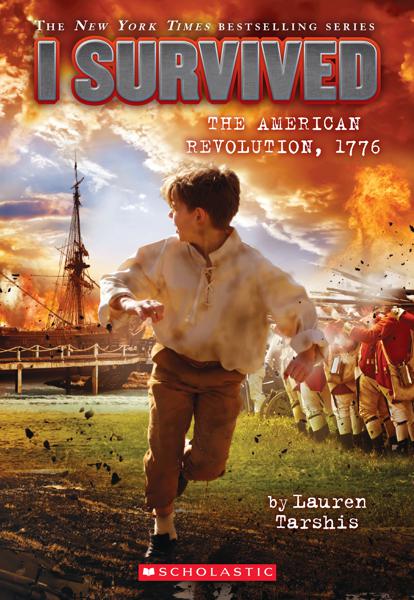 THE NEW YORK TIMES BESTSELLING SERIES
I SURVIVED
THE AMERICAN
REVOLUTION, 1776
by Lauren
Tarshis
SCHOLASTIC